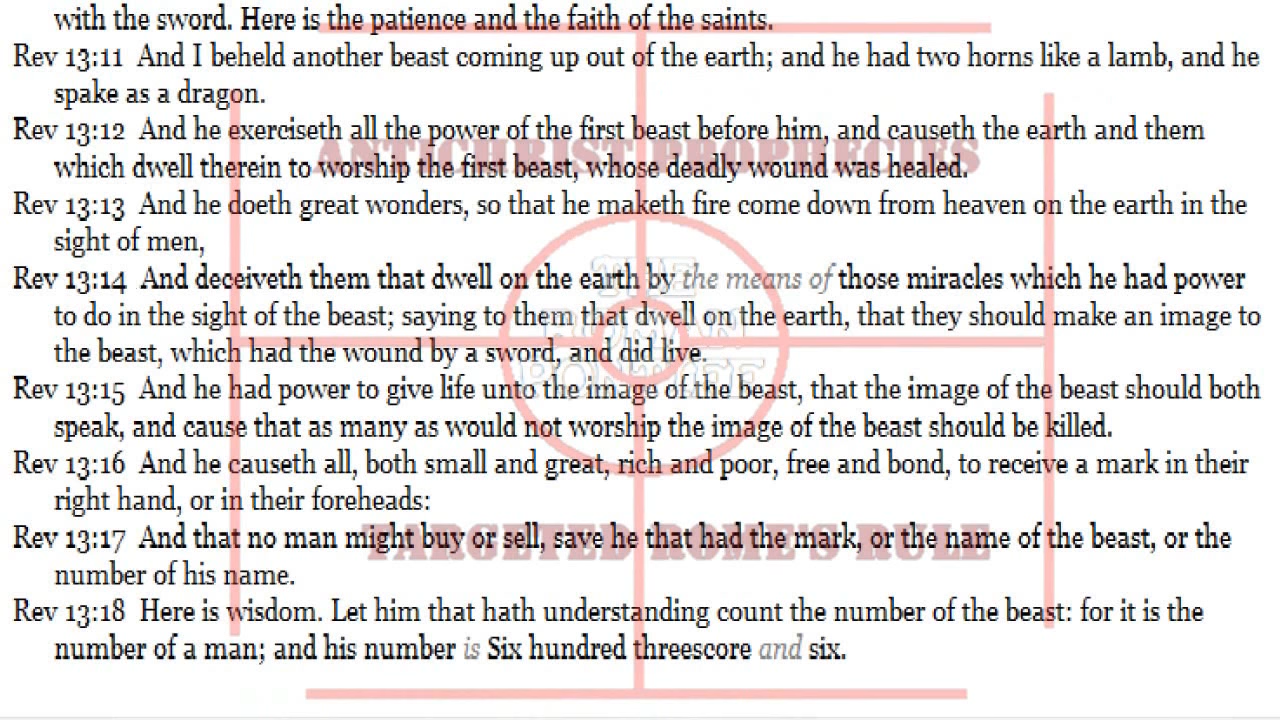 with the sword. Here is the patience and the faith of the saints.
Rev 13:11 And I beheld another beast coming up out of the earth; and he had two horns like a lamb, and he
spake as a dragon.
Rev 13:12 And he exerciseth all the power of the first beast before him, and causeth the earth and them
ANTICHRIST PROPHECIES
which dwell therein to worship the first beast, whose deadly wound was healed.
Rev 13:13 And he doeth great wonders, so that he maketh fire come down from heaven on the earth in the
sight of men,
THE
Rev 13:14 And deceiveth them that dwell on the earth by the means of those miracles which he had power
to do in the sight of the beast; saying to them that dwell on the earth, that they should make an image to
ROMAN
the beast, which had the wound by a sword, and did live.
PONTIFF
Rev 13:15 And he had power to give life unto the image of the beast, that the image of the beast should both
speak, and cause that as many as would not worship the image of the beast should be killed.
Rev 13:16 And he causeth all, both small and great, rich and poor, free and bond, to receive a mark in their
right hand, or in their foreheads:
TARGETED ROME'S RULE
Rev 13:17 And that no man might buy or sell, save he that had the mark, or the name of the beast, or the
number of his name.
Rev 13:18 Here is wisdom. Let him that hath understanding count the number of the beast: for it is the
number of a man; and his number is Six hundred threescore and six.